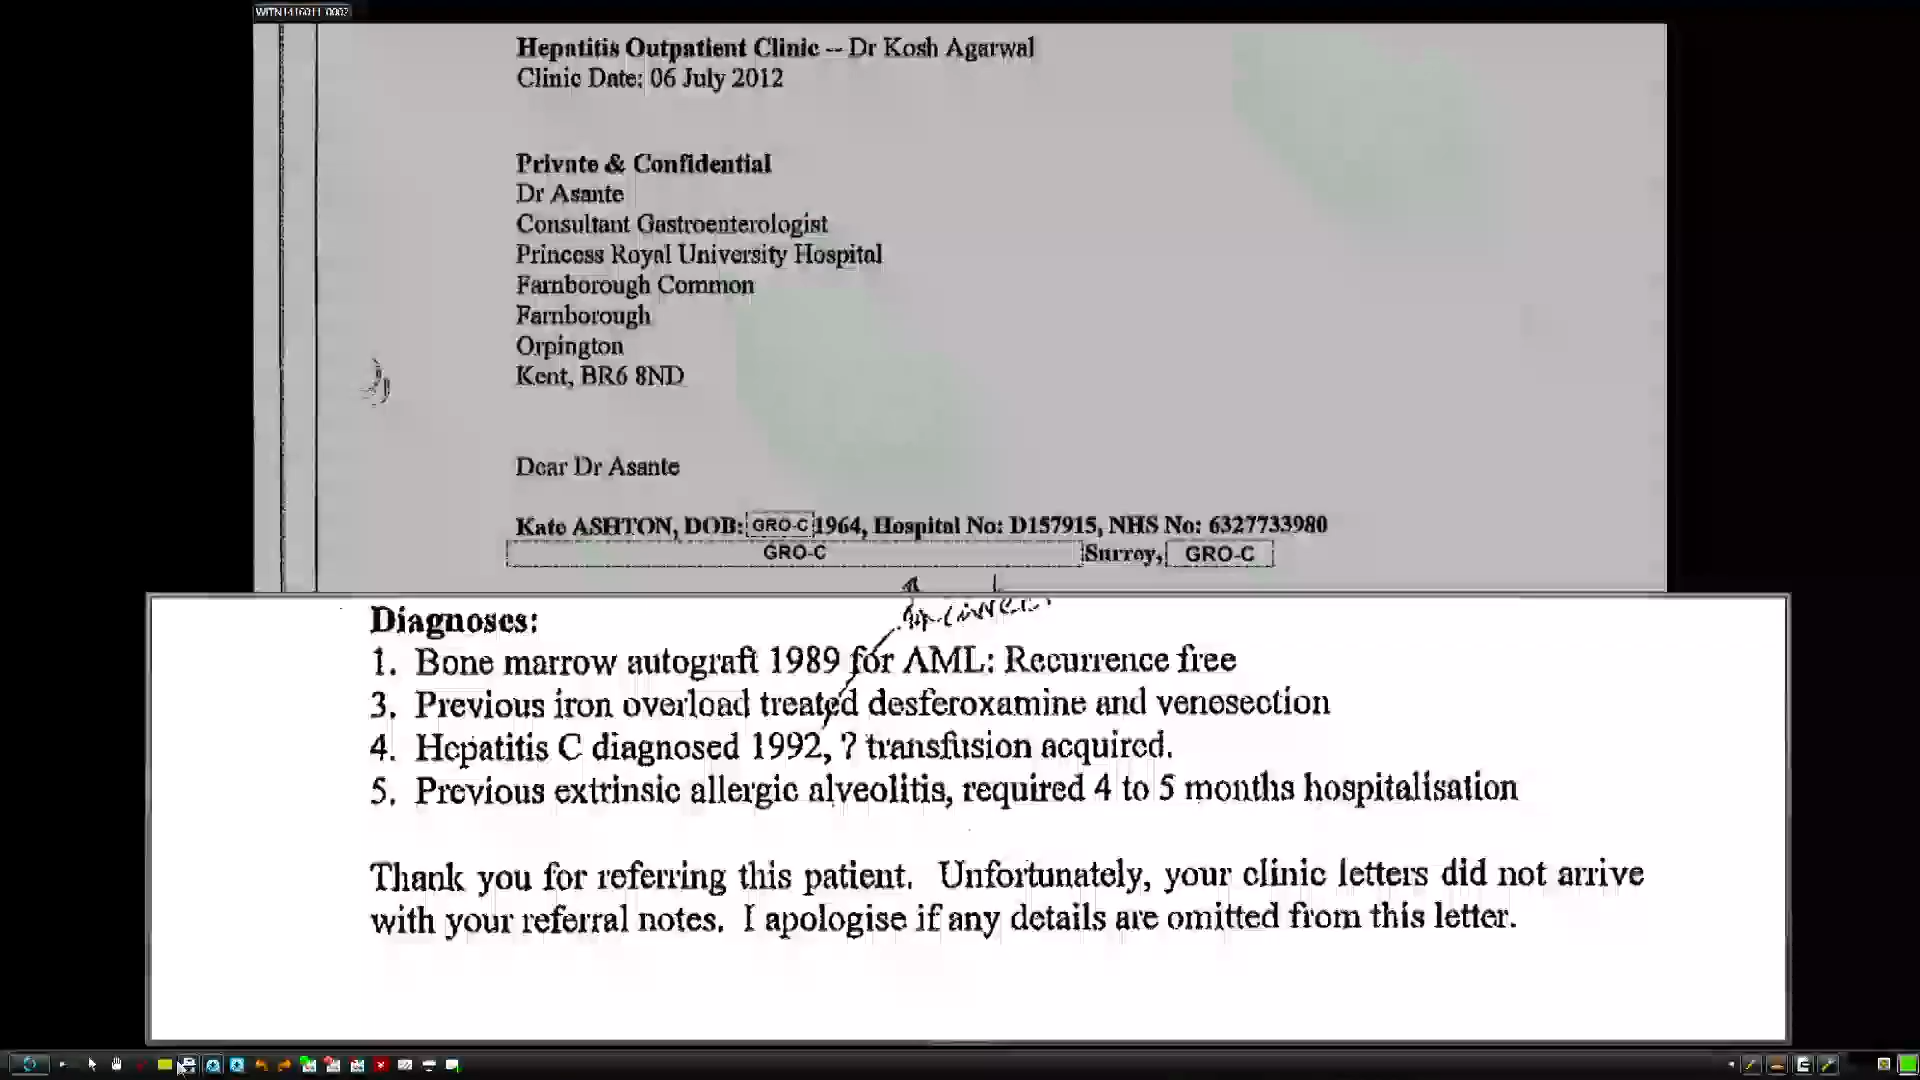 WITN1416011_0002
Hepatitis Outpatient Clinic -- Dr Kosh Agarwal
Clinic Date: 06 July 2012
Private & Confidential
Dr Asante
Consultant Gastroenterologist
Princess Royal University Hospital
Farnborough Common
Farnborough
Orpington
Kent, BR6 8ND
Dear Dr Asante
Kate ASHTON, DOB: GRO-C 1964, Hospital No: D157915, NHS No: 6327733980
GRO-C Surrey, GRO-C
Diagnoses:
1. Bone marrow autograft 1989 for AML: Recurrence free
3. Previous iron overload treated desferoxamine and venosection
4. Hepatitis C diagnosed 1992, ? transfusion acquired.
5. Previous extrinsic allergic alveolitis, required 4 to 5 months hospitalisation
Thank you for referring this patient. Unfortunately, your clinic letters did not arrive
with your referral notes. I apologise if any details are omitted from this letter.